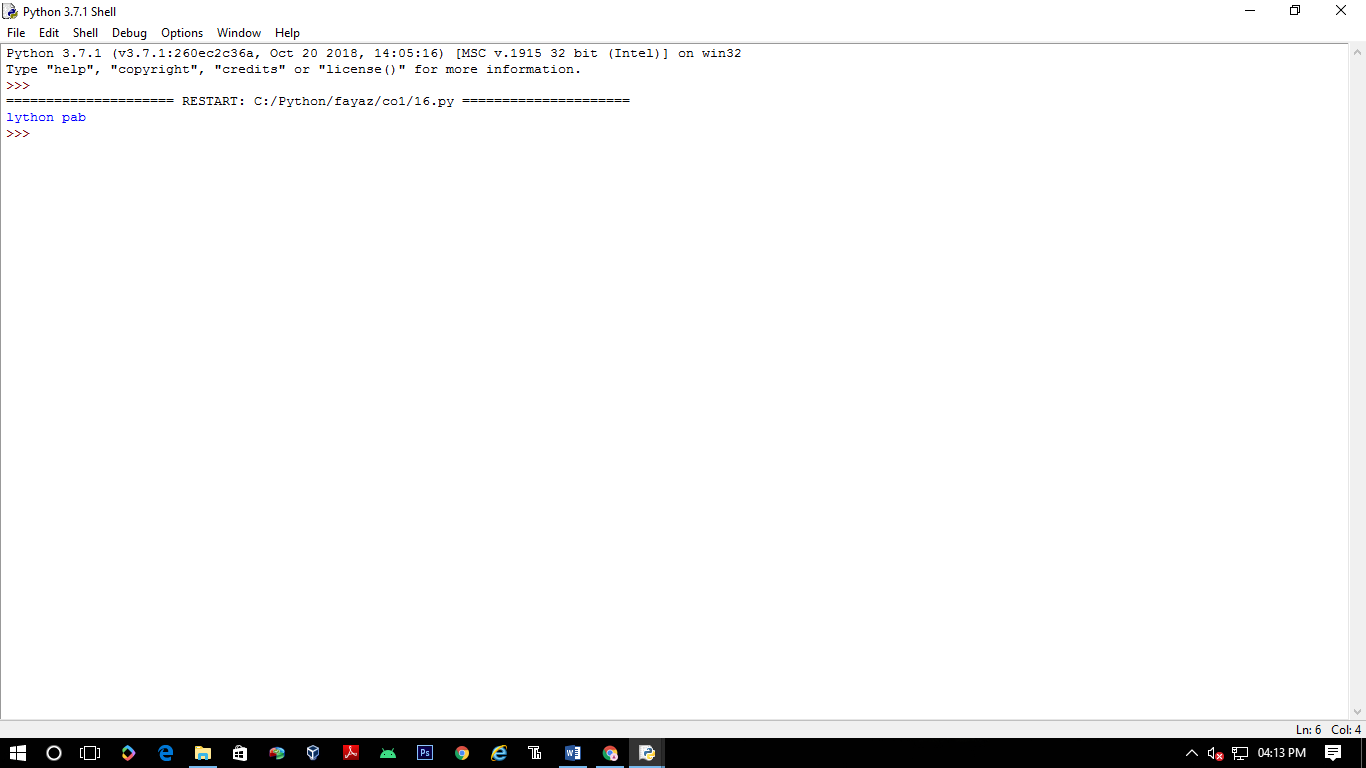 Python 3.7.1 Shell
File Edit Shell Debug Options Window Help
Python 3.7.1 (v3.7.1:260ec2c36a, Oct 20 2018, 14:05:16) [MSC v.1915 32 bit (Intel)] on win32
Type "help", "copyright", "credits" or "license()" for more information.
>>>
===================== RESTART: C:/Python/fayaz/co1/16.py =====================
lython pab
>>>
Ln: 6 Col: 4
Ps
04:13 PM